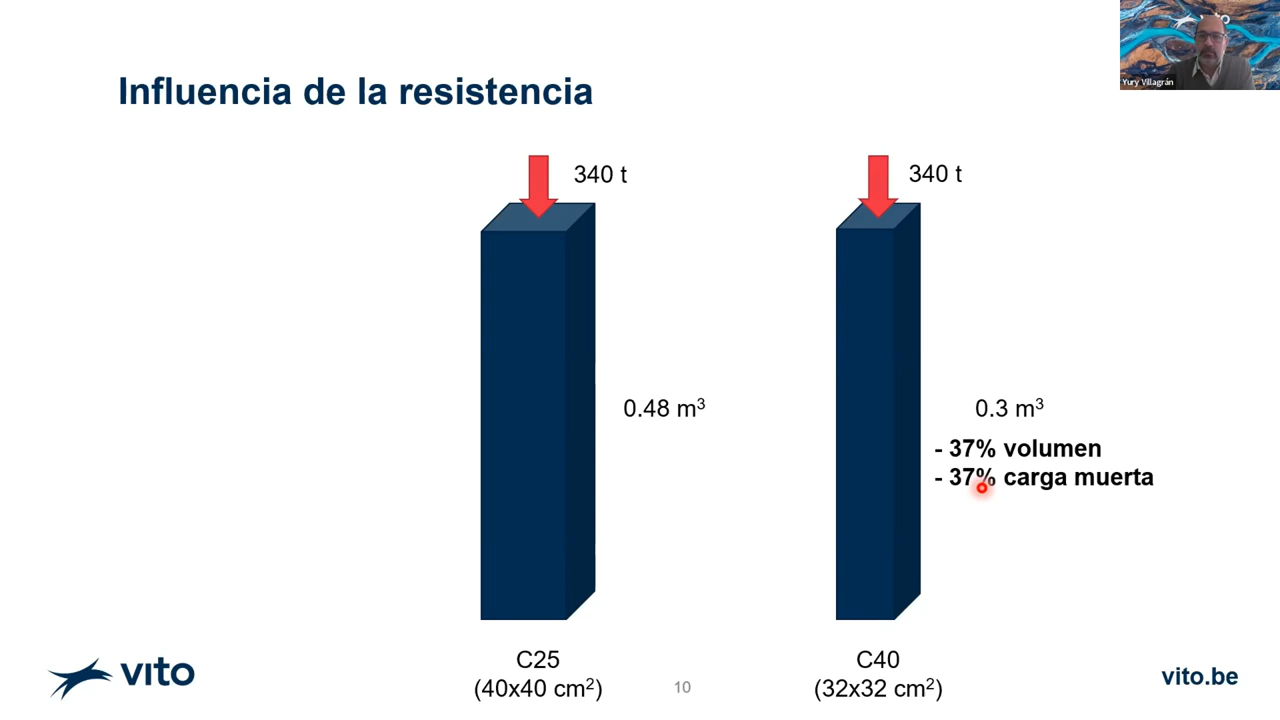 vito
Yury Villagrán
Influencia de la resistencia
340 t
340 t
0.48 m³
0.3 m³
- 37% volumen
- 37% carga muerta
C25
(40x40 cm²)
C40
(32x32 cm²)
vito
10
vito.be